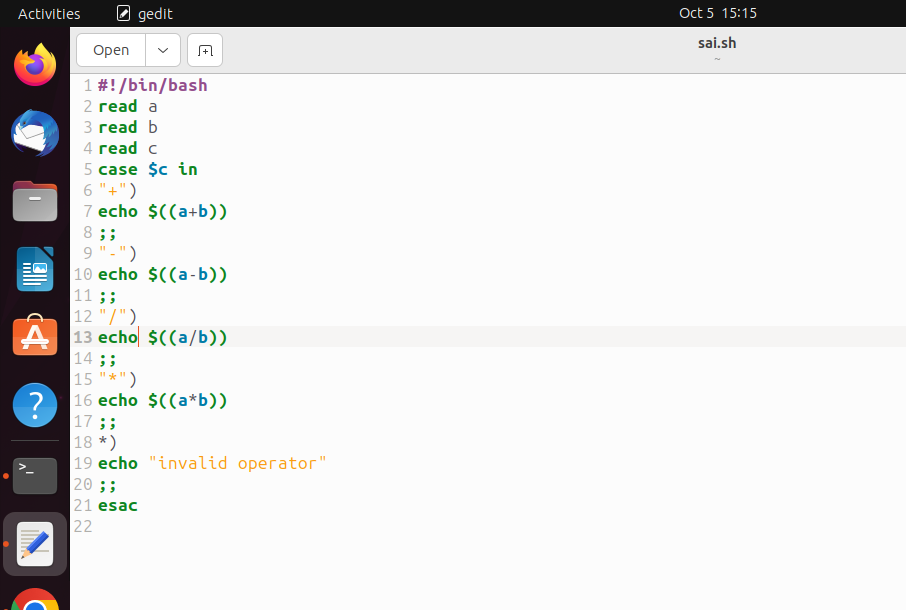 Activities gedit Oct 5 15:15
Open sai.sh
~
1 #!/bin/bash
2 read a
3 read b
4 read c
5 case $c in
6 "+")
7 echo $((a+b))
8 ;;
9 "-")
10 echo $((a-b))
11 ;;
12 "/")
13 echo $((a/b))
14 ;;
15 "*")
16 echo $((a*b))
17 ;;
18 *)
19 echo "invalid operator"
20 ;;
21 esac
22